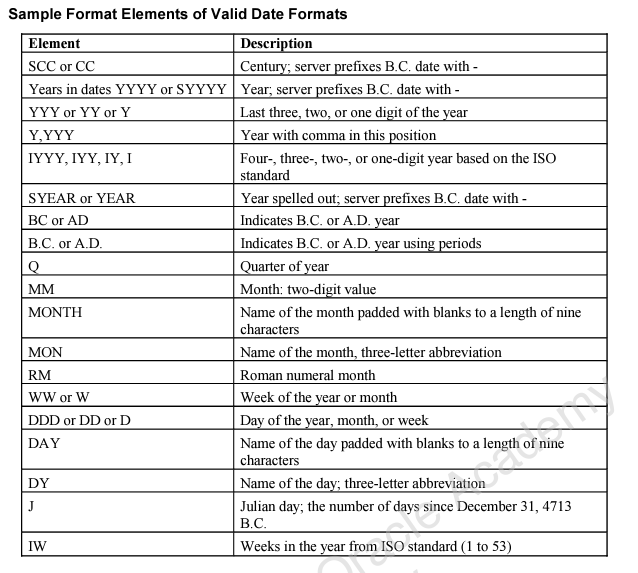 Sample Format Elements of Valid Date Formats
Element Description
SCC or CC Century; server prefixes B.C. date with -
Years in dates YYYY or SYYYY Year; server prefixes B.C. date with -
YYY or YY or Y Last three, two, or one digit of the year
Y,YYY Year with comma in this position
IYYY, IYY, IY, I Four-, three-, two-, or one-digit year based on the ISO
standard
SYEAR or YEAR Year spelled out; server prefixes B.C. date with -
BC or AD Indicates B.C. or A.D. year
B.C. or A.D. Indicates B.C. or A.D. year using periods
Q Quarter of year
MM Month: two-digit value
MONTH Name of the month padded with blanks to a length of nine
characters
MON Name of the month, three-letter abbreviation
RM Roman numeral month
WW or W Week of the year or month
DDD or DD or D Day of the year, month, or week
DAY Name of the day padded with blanks to a length of nine
characters
DY Name of the day; three-letter abbreviation
J Julian day; the number of days since December 31, 4713
B.C.
IW Weeks in the year from ISO standard (1 to 53)
Oracle Academy